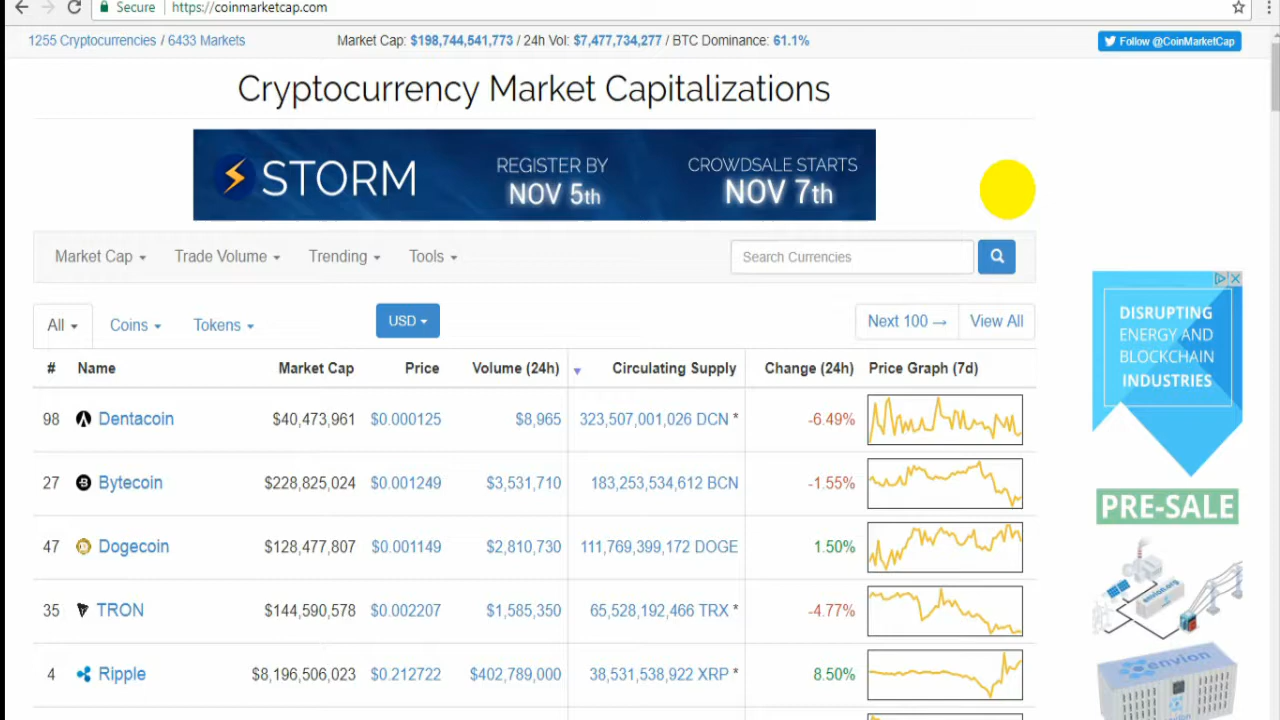 Secure https://coinmarketcap.com
1255 Cryptocurrencies / 6433 Markets Market Cap: $198,744,541,773 / 24h Vol: $7,477,734,277 / BTC Dominance: 61.1% Follow @CoinMarketCap
Cryptocurrency Market Capitalizations
STORM
REGISTER BY
NOV 5th
CROWDSALE STARTS
NOV 7th
Market Cap Trade Volume Trending Tools Search Currencies
All Coins Tokens USD Next 100 → View All
# Name Market Cap Price Volume (24h) Circulating Supply Change (24h) Price Graph (7d)
98 Dentacoin $40,473,961 $0.000125 $8,965 323,507,001,026 DCN * -6.49%
27 Bytecoin $228,825,024 $0.001249 $3,531,710 183,253,534,612 BCN -1.55%
47 Dogecoin $128,477,807 $0.001149 $2,810,730 111,769,399,172 DOGE 1.50%
35 TRON $144,590,578 $0.002207 $1,585,350 65,528,192,466 TRX * -4.77%
4 Ripple $8,196,506,023 $0.212722 $402,789,000 38,531,538,922 XRP * 8.50%
DISRUPTING
ENERGY AND
BLOCKCHAIN
INDUSTRIES
PRE-SALE
envion.org
envion